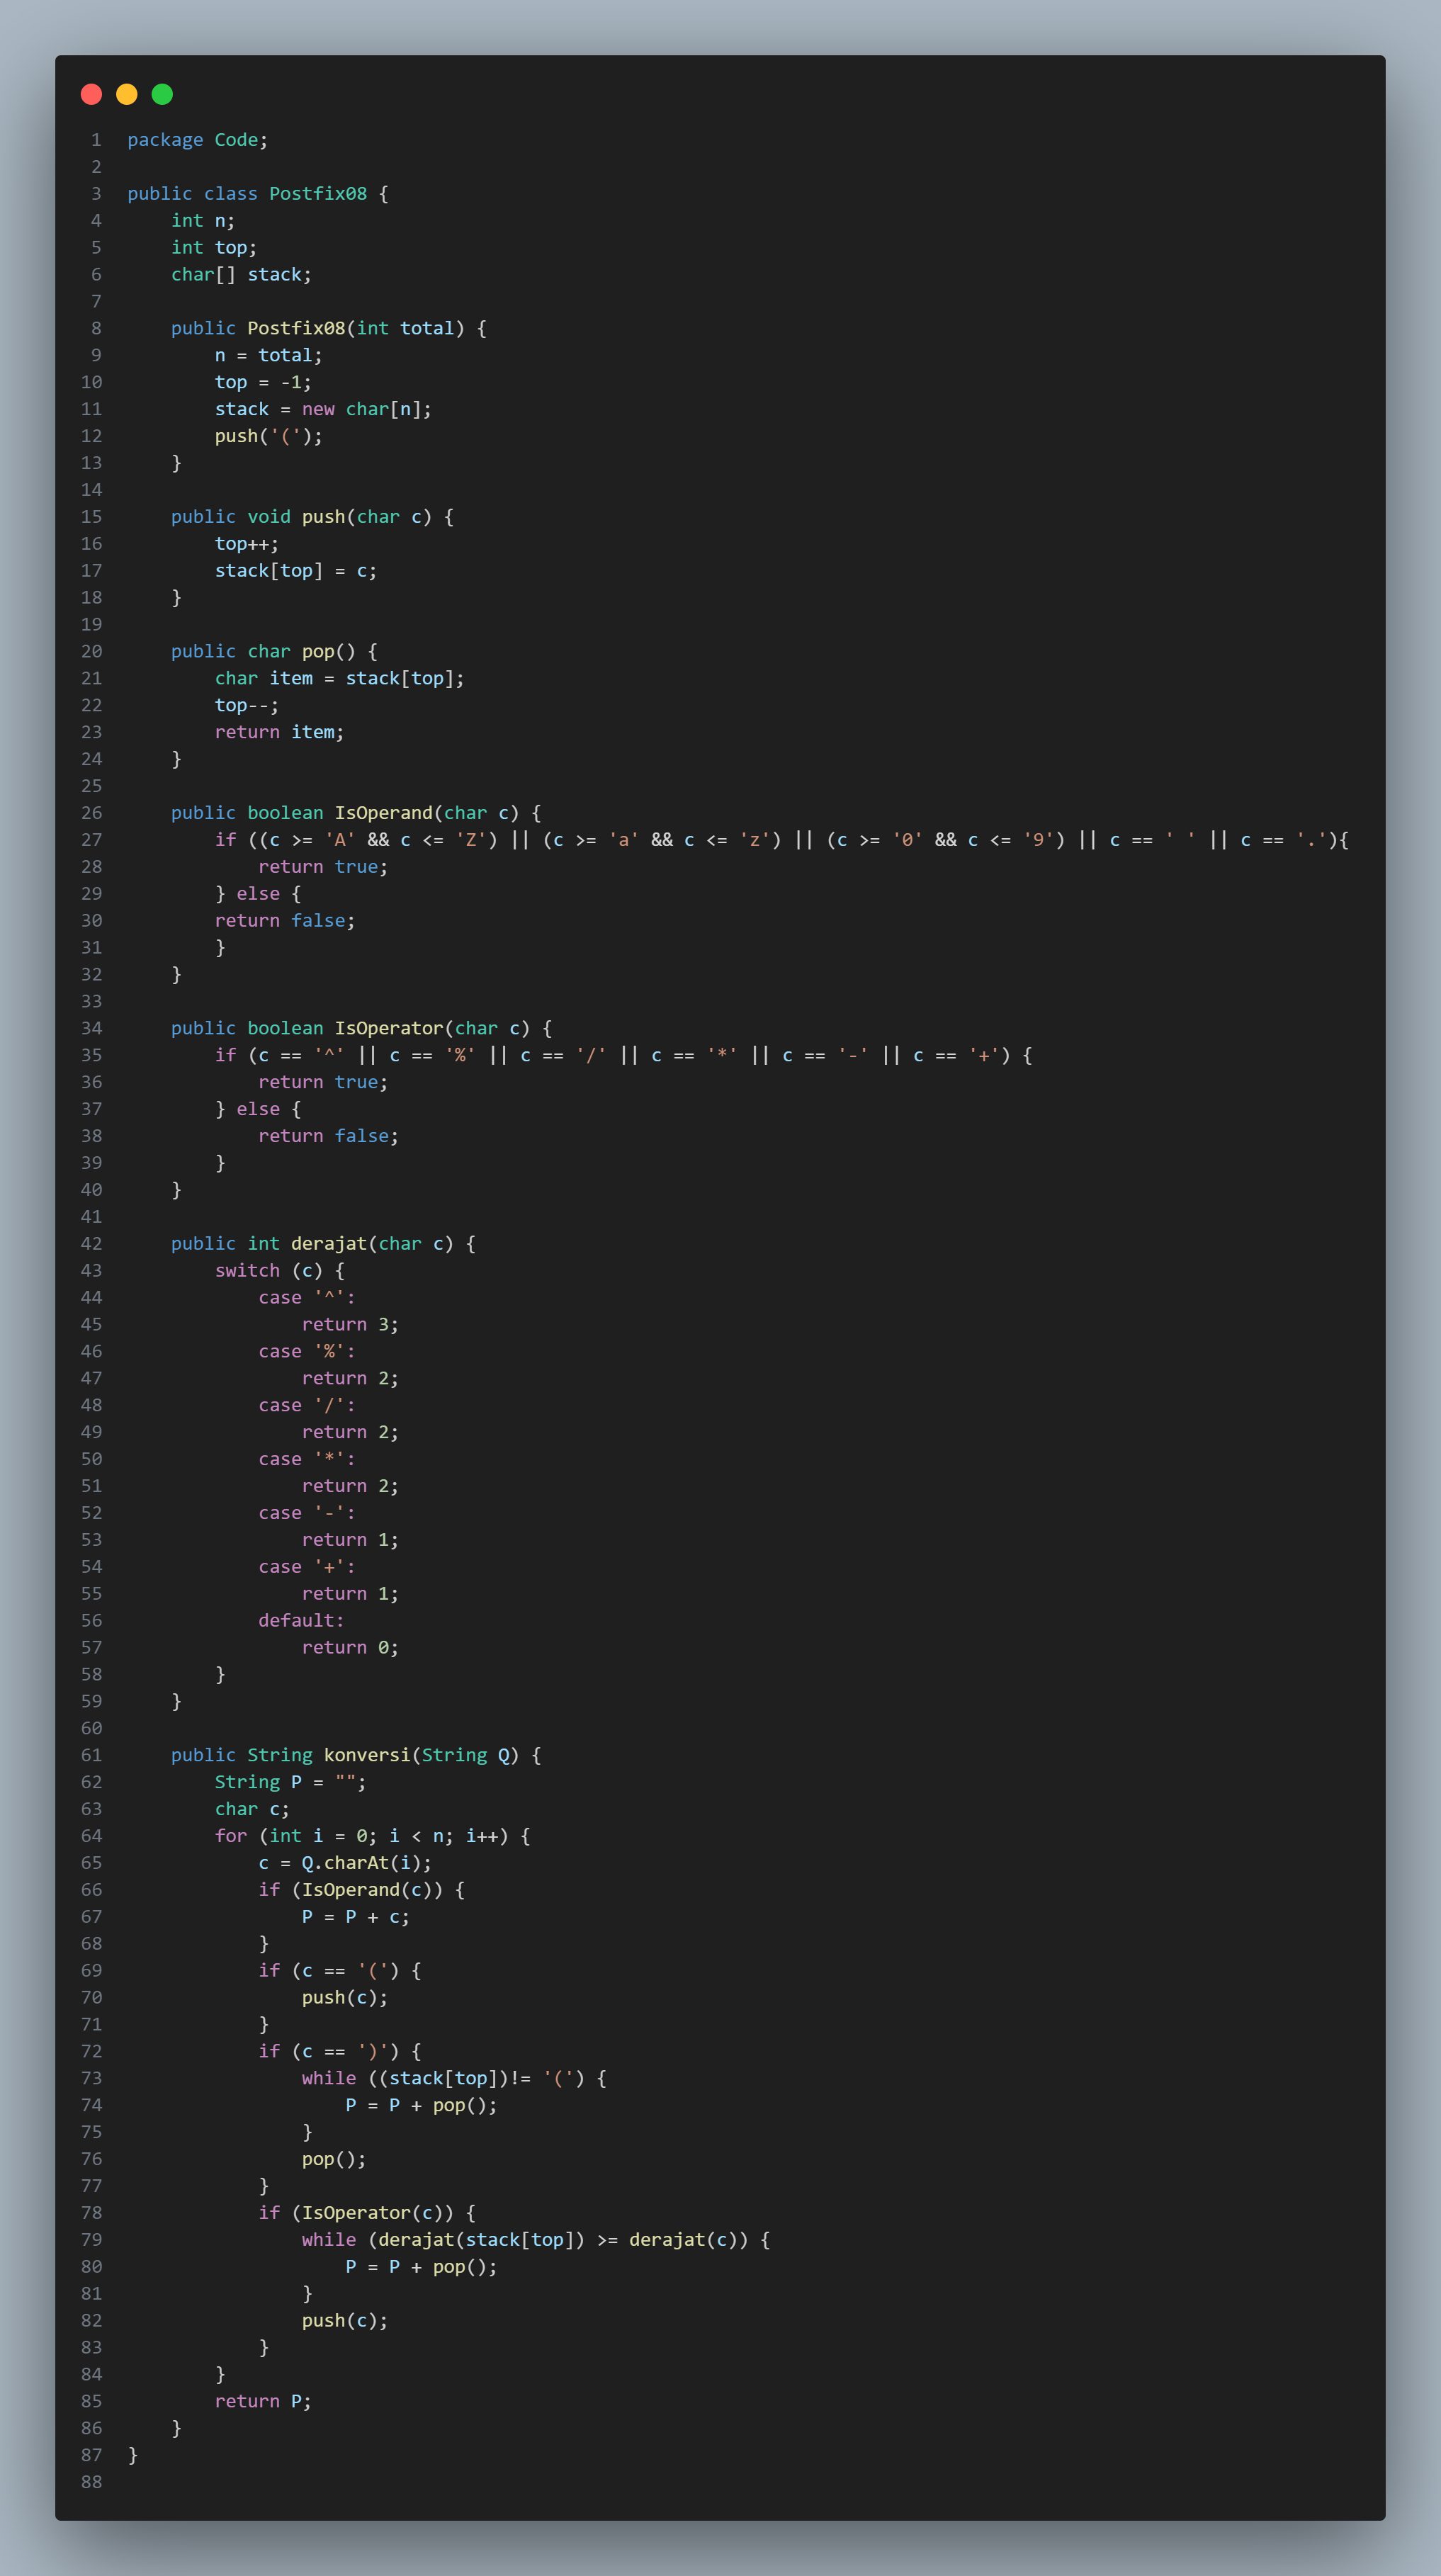 1 package Code;
2
3 public class Postfix08 {
4     int n;
5     int top;
6     char[] stack;
7
8     public Postfix08(int total) {
9         n = total;
10         top = -1;
11         stack = new char[n];
12         push('(');
13     }
14
15     public void push(char c) {
16         top++;
17         stack[top] = c;
18     }
19
20     public char pop() {
21         char item = stack[top];
22         top--;
23         return item;
24     }
25
26     public boolean IsOperand(char c) {
27         if ((c >= 'A' && c <= 'Z') || (c >= 'a' && c <= 'z') || (c >= '0' && c <= '9') || c == ' ' || c == '.'){
28             return true;
29         } else {
30         return false;
31         }
32     }
33
34     public boolean IsOperator(char c) {
35         if (c == '^' || c == '%' || c == '/' || c == '*' || c == '-' || c == '+') {
36             return true;
37         } else {
38             return false;
39         }
40     }
41
42     public int derajat(char c) {
43         switch (c) {
44             case '^':
45                 return 3;
46             case '%':
47                 return 2;
48             case '/':
49                 return 2;
50             case '*':
51                 return 2;
52             case '-':
53                 return 1;
54             case '+':
55                 return 1;
56             default:
57                 return 0;
58         }
59     }
60
61     public String konversi(String Q) {
62         String P = "";
63         char c;
64         for (int i = 0; i < n; i++) {
65             c = Q.charAt(i);
66             if (IsOperand(c)) {
67                 P = P + c;
68             }
69             if (c == '(') {
70                 push(c);
71             }
72             if (c == ')') {
73                 while ((stack[top])!= '(') {
74                     P = P + pop();
75                 }
76                 pop();
77             }
78             if (IsOperator(c)) {
79                 while (derajat(stack[top]) >= derajat(c)) {
80                     P = P + pop();
81                 }
82                 push(c);
83             }
84         }
85         return P;
86     }
87 }
88